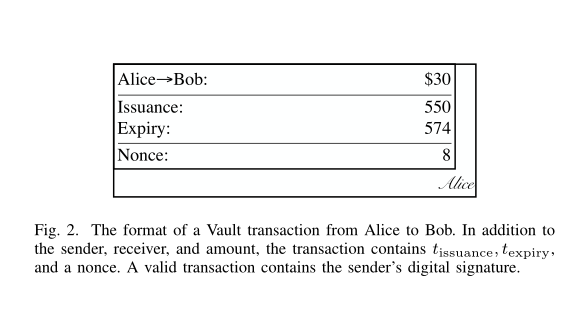 Alice→Bob: $30
Issuance: 550
Expiry: 574
Nonce: 8
Alice
Fig. 2. The format of a Vault transaction from Alice to Bob. In addition to
the sender, receiver, and amount, the transaction contains t_issuance, t_expiry,
and a nonce. A valid transaction contains the sender's digital signature.